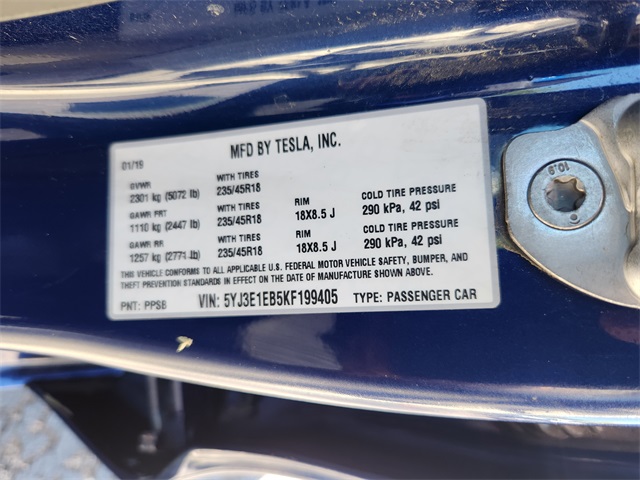 MFD BY TESLA, INC.
01/19
GVWR WITH TIRES
2301 kg (5072 lb) 235/45R18
GAWR FRT WITH TIRES RIM COLD TIRE PRESSURE
1110 kg (2447 lb) 235/45R18 18X8.5 J 290 kPa, 42 psi
GAWR RR WITH TIRES RIM COLD TIRE PRESSURE
1257 kg (2771 lb) 235/45R18 18X8.5 J 290 kPa, 42 psi
THIS VEHICLE CONFORMS TO ALL APPLICABLE U.S. FEDERAL MOTOR VEHICLE SAFETY, BUMPER, AND
THEFT PREVENTION STANDARDS IN EFFECT ON THE DATE OF MANUFACTURE SHOWN ABOVE.
PNT: PPSB VIN: 5YJ3E1EB5KF199405 TYPE: PASSENGER CAR
10.9